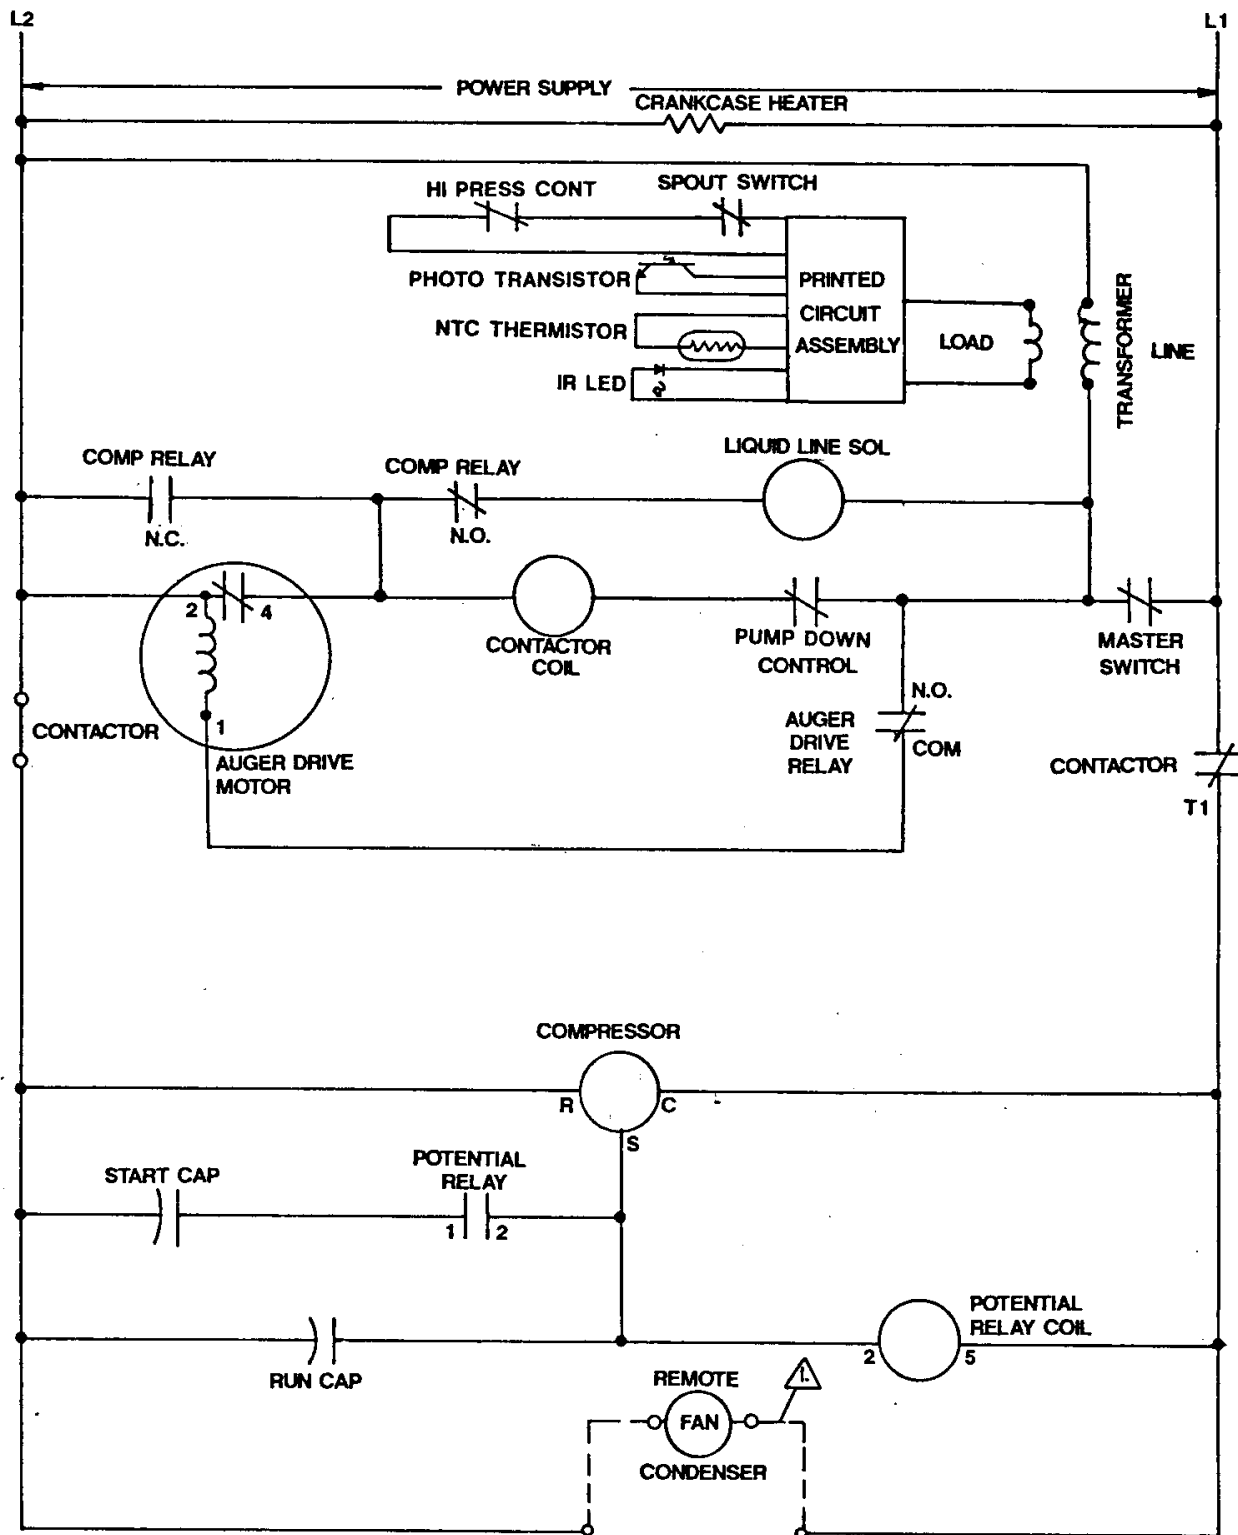 L2
L1
POWER SUPPLY
CRANKCASE HEATER
HI PRESS CONT
SPOUT SWITCH
PHOTO TRANSISTOR
PRINTED
CIRCUIT
ASSEMBLY
NTC THERMISTOR
IR LED
LOAD
TRANSFORMER
LINE
COMP RELAY
N.C.
COMP RELAY
N.O.
LIQUID LINE SOL
2
4
1
AUGER DRIVE
MOTOR
CONTACTOR
CONTACTOR
COIL
PUMP DOWN
CONTROL
MASTER
SWITCH
N.O.
AUGER
DRIVE
RELAY
COM
CONTACTOR
T1
COMPRESSOR
R
C
S
START CAP
POTENTIAL
RELAY
1
2
RUN CAP
2
5
POTENTIAL
RELAY COIL
REMOTE
1.
FAN
CONDENSER